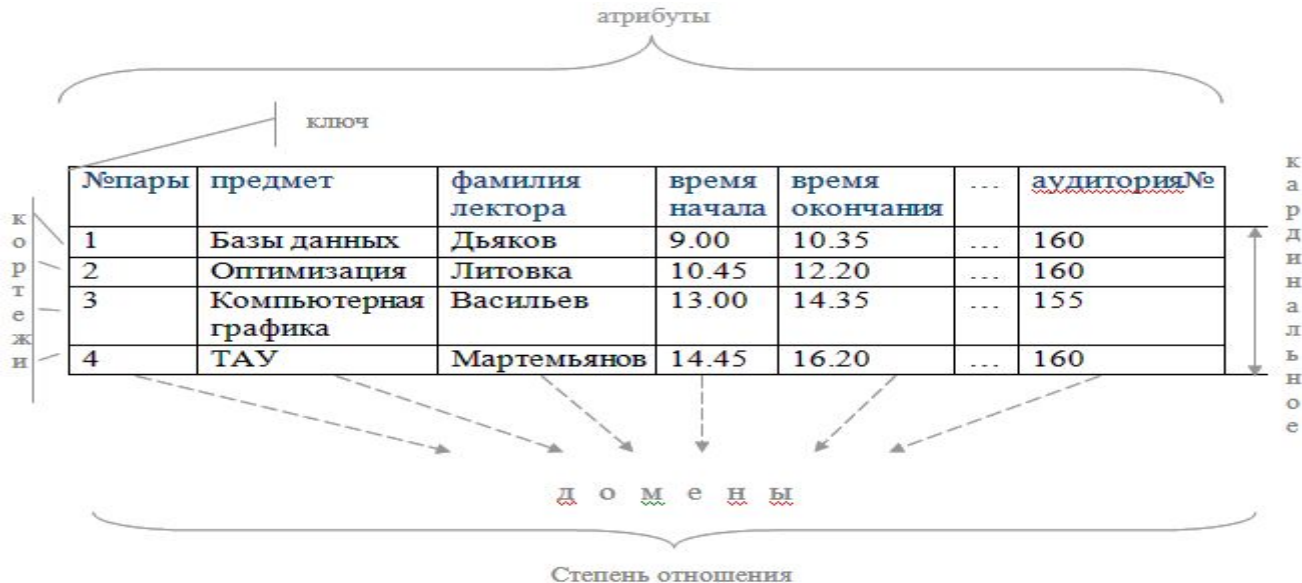 атрибуты
ключ
№пары предмет фамилия лектора время начала время окончания ... аудитория№
1 Базы данных Дьяков 9.00 10.35 ... 160
2 Оптимизация Литовка 10.45 12.20 ... 160
3 Компьютерная графика Васильев 13.00 14.35 ... 155
4 ТАУ Мартемьянов 14.45 16.20 ... 160
кортежи
кардинальное
д о м е н ы
Степень отношения